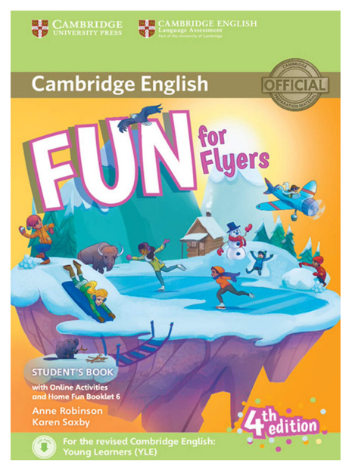 CAMBRIDGE
UNIVERSITY PRESS
CAMBRIDGE ENGLISH
Language Assessment
Part of the University of Cambridge
Cambridge English
CAMBRIDGE
OFFICIAL
FUN for
Flyers
STUDENT'S BOOK
with Online Activities
and Home Fun Booklet 6
Anne Robinson
Karen Saxby
4th
edition
For the revised Cambridge English:
Young Learners (YLE)